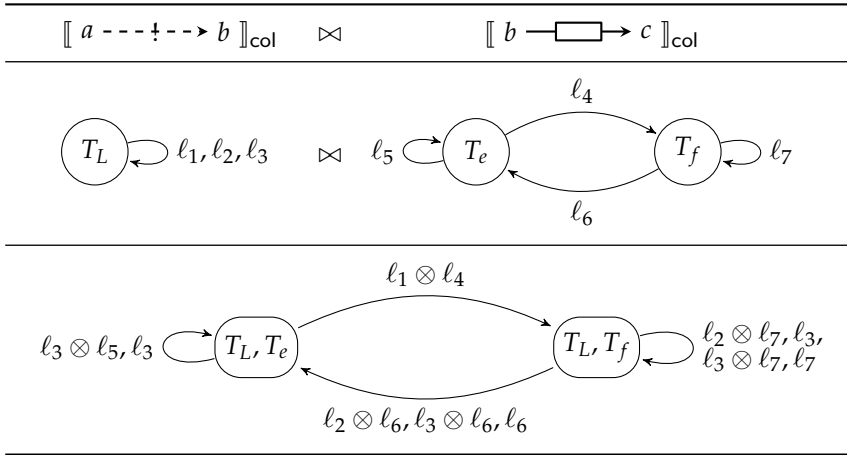 ⟦ a - - - ! - - -> b ⟧col ⋈ ⟦ b —▭→ c ⟧col
T_L ℓ1, ℓ2, ℓ3 ⋈ ℓ5 T_e ℓ4 T_f ℓ7
ℓ6
ℓ1 ⊗ ℓ4
ℓ3 ⊗ ℓ5, ℓ3 T_L, T_e T_L, T_f ℓ2 ⊗ ℓ7, ℓ3,
ℓ3 ⊗ ℓ7, ℓ7
ℓ2 ⊗ ℓ6, ℓ3 ⊗ ℓ6, ℓ6